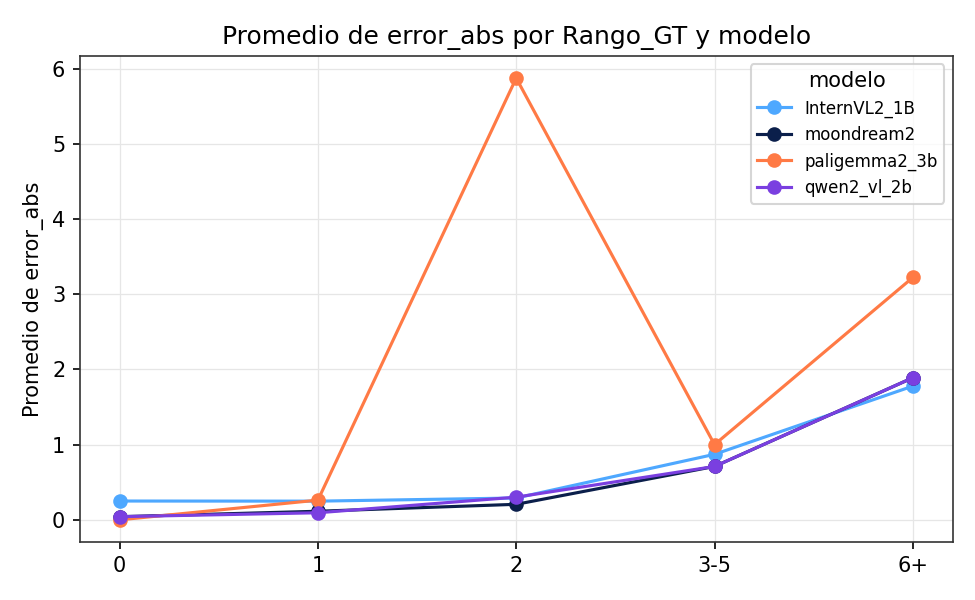 Promedio de error_abs por Rango_GT y modelo
Promedio de error_abs
6
5
4
3
2
1
0
0 1 2 3-5 6+
modelo
InternVL2_1B
moondream2
paligemma2_3b
qwen2_vl_2b